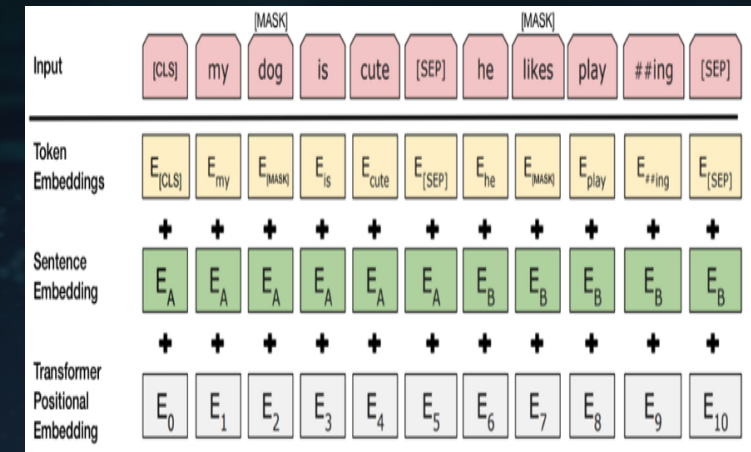 [MASK] [MASK]
Input [CLS] my dog is cute [SEP] he likes play ##ing [SEP]
Token
Embeddings
E[CLS] Emy E[MASK] Eis Ecute E[SEP] Ehe E[MASK] Eplay E##ing E[SEP]
+ + + + + + + + + + +
Sentence
Embedding
EA EA EA EA EA EA EB EB EB EB EB
+ + + + + + + + + + +
Transformer
Positional
Embedding
E0 E1 E2 E3 E4 E5 E6 E7 E8 E9 E10